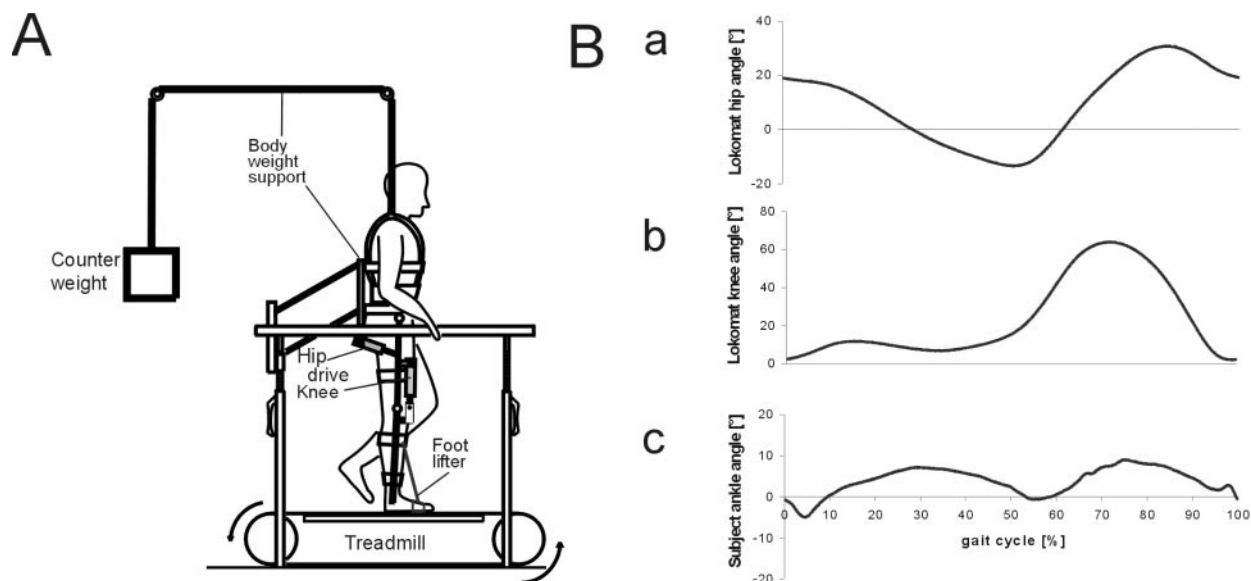 A
Body
weight
support
Counter
weight
Hip
drive
Knee
Foot
lifter
Treadmill
B
a
Lokomat hip angle [°]
40
20
0
-20
b
Lokomat knee angle [°]
80
60
40
20
0
c
Subject ankle angle [°]
20
10
0
-10
-20
0 10 20 30 40 50 60 70 80 90 100
gait cycle [%]